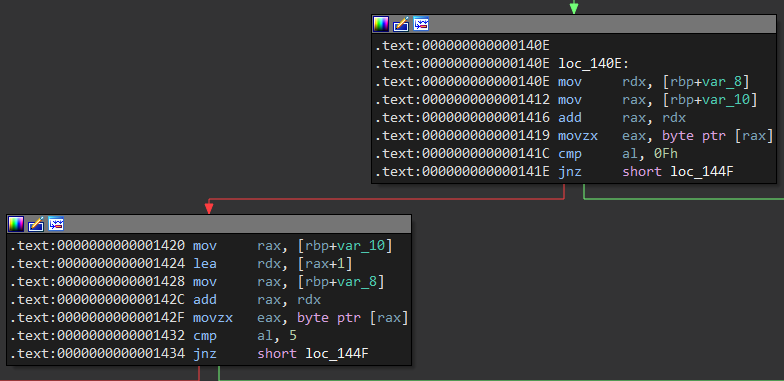 .text:000000000000140E
.text:000000000000140E loc_140E:
.text:000000000000140E mov rdx, [rbp+var_8]
.text:0000000000001412 mov rax, [rbp+var_10]
.text:0000000000001416 add rax, rdx
.text:0000000000001419 movzx eax, byte ptr [rax]
.text:000000000000141C cmp al, 0Fh
.text:000000000000141E jnz short loc_144F
.text:0000000000001420 mov rax, [rbp+var_10]
.text:0000000000001424 lea rdx, [rax+1]
.text:0000000000001428 mov rax, [rbp+var_8]
.text:000000000000142C add rax, rdx
.text:000000000000142F movzx eax, byte ptr [rax]
.text:0000000000001432 cmp al, 5
.text:0000000000001434 jnz short loc_144F